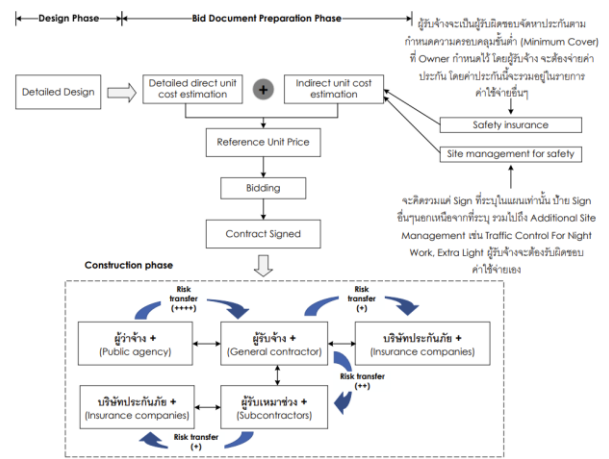 Design Phase
Bid Document Preparation Phase
ผู้รับจ้างจะเป็นผู้รับผิดชอบจัดหาประกันตาม
กำหนดความครอบคลุมขั้นต่ำ (Minimum Cover)
ที่ Owner กำหนดไว้ โดยผู้รับจ้าง จะต้องจ่ายค่า
ประกัน โดยค่าประกันนี้จะรวมอยู่ในรายการ
ค่าใช้จ่ายอื่นๆ
Detailed Design
Detailed direct unit
cost estimation
+
Indirect unit cost
estimation
Safety insurance
Reference Unit Price
Site management for safety
Bidding
จะคิดรวมแค่ Sign ที่ระบุในแผนเท่านั้น ป้าย Sign
อื่นๆนอกเหนือจากที่ระบุ รวมไปถึง Additional Site
Management เช่น Traffic Control For Night
Work, Extra Light ผู้รับจ้างจะต้องรับผิดชอบ
ค่าใช้จ่ายเอง
Contract Signed
Construction phase
Risk
transfer
(++++)
Risk
transfer
(+)
ผู้ว่าจ้าง +
(Public agency)
ผู้รับจ้าง +
(General contractor)
บริษัทประกันภัย +
(Insurance companies)
Risk
transfer
(++)
บริษัทประกันภัย +
(Insurance companies)
ผู้รับเหมาช่วง +
(Subcontractors)
Risk
transfer
(+)